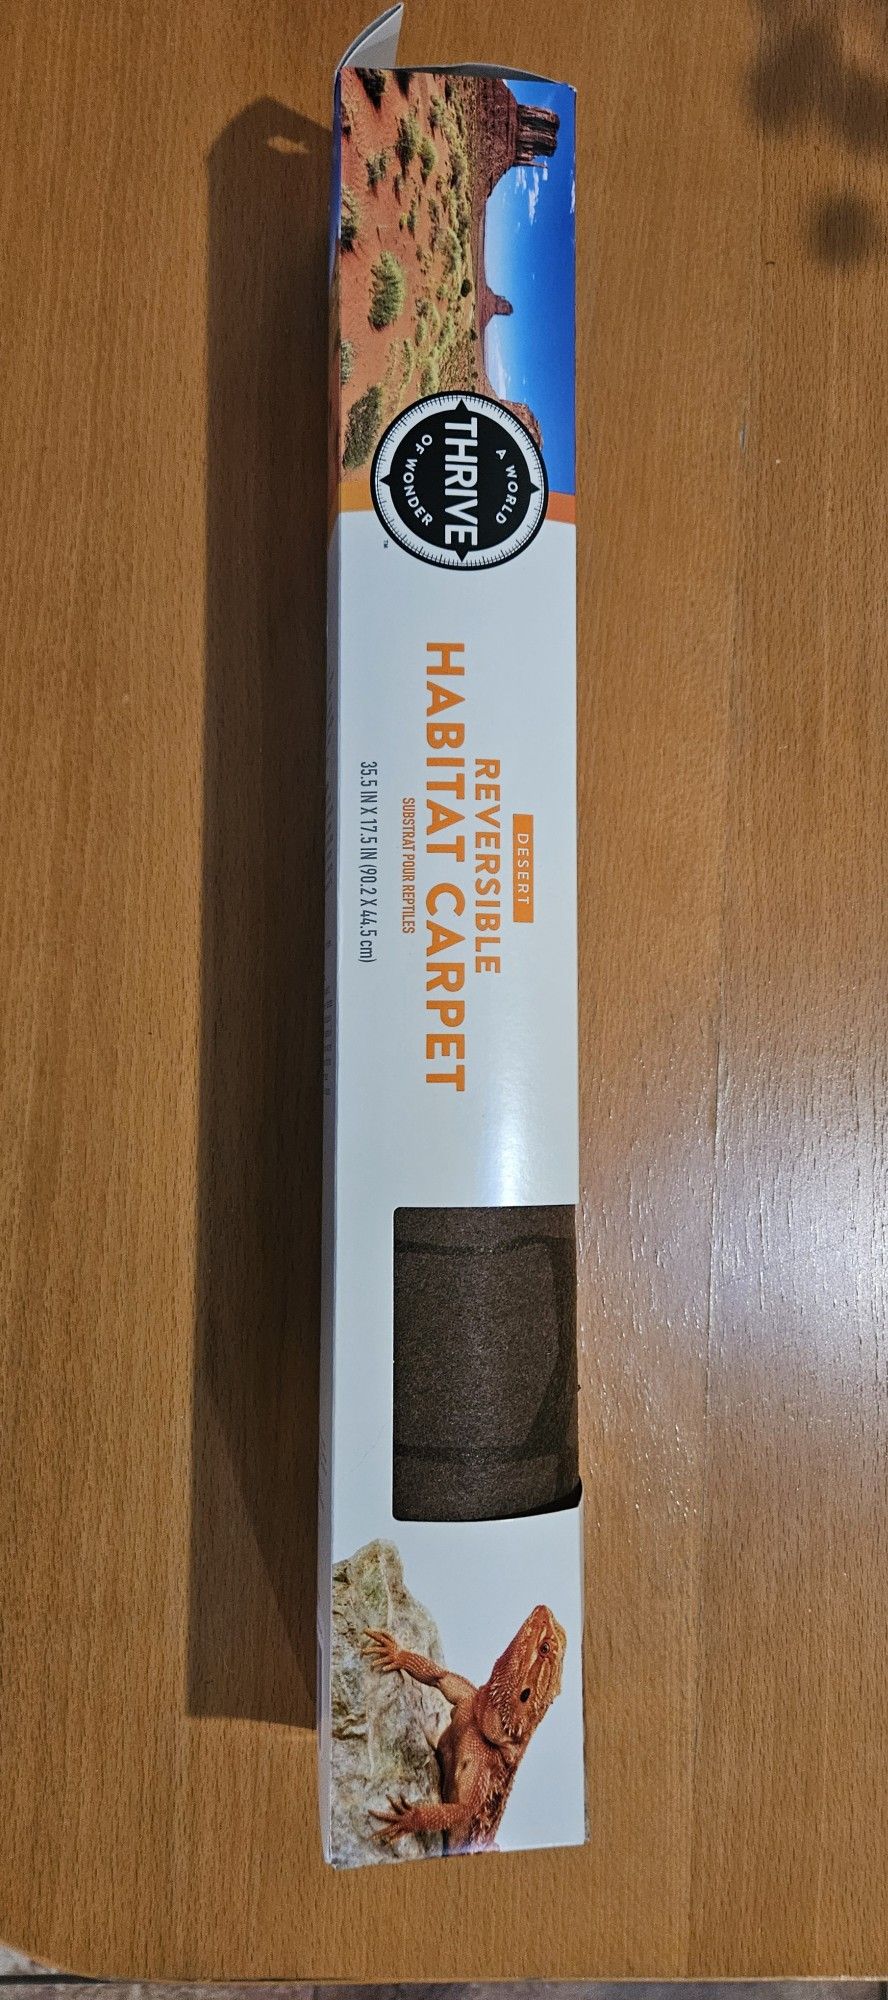 A WORLD
THRIVE
OF WONDER
™
DESERT
REVERSIBLE
HABITAT CARPET
SUBSTRAT POUR REPTILES
35.5 IN X 17.5 IN (90.2 X 44.5 cm)